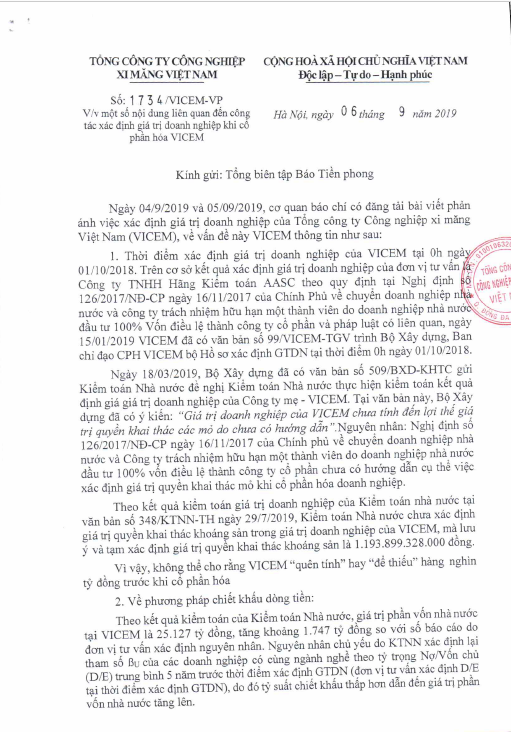 TỔNG CÔNG TY CÔNG NGHIỆP
XI MĂNG VIỆT NAM
CỘNG HOÀ XÃ HỘI CHỦ NGHĨA VIỆT NAM
Độc lập – Tự do – Hạnh phúc
Số: 1734/VICEM-VP
V/v một số nội dung liên quan đến công
tác xác định giá trị doanh nghiệp khi cổ
phần hóa VICEM
Hà Nội, ngày 06 tháng 9 năm 2019
Kính gửi: Tổng biên tập Báo Tiền phong
Ngày 04/9/2019 và 05/09/2019, cơ quan báo chí có đăng tải bài viết phản
ánh việc xác định giá trị doanh nghiệp của Tổng công ty Công nghiệp xi măng
Việt Nam (VICEM), về vấn đề này VICEM thông tin như sau:
1. Thời điểm xác định giá trị doanh nghiệp của VICEM tại 0h ngày
01/10/2018. Trên cơ sở kết quả xác định giá trị doanh nghiệp của đơn vị tư vấn là
Công ty TNHH Hãng Kiểm toán AASC theo quy định tại Nghị định số
126/2017/NĐ-CP ngày 16/11/2017 của Chính Phủ về chuyển doanh nghiệp nhà
nước và công ty trách nhiệm hữu hạn một thành viên do doanh nghiệp nhà nước
đầu tư 100% Vốn điều lệ thành công ty cổ phần và pháp luật có liên quan, ngày
15/01/2019 VICEM đã có văn bản số 99/VICEM-TGV trình Bộ Xây dựng, Ban
chỉ đạo CPH VICEM bộ Hồ sơ xác định GTDN tại thời điểm 0h ngày 01/10/2018.
Ngày 18/03/2019, Bộ Xây dựng đã có văn bản số 509/BXD-KHTC gửi
Kiểm toán Nhà nước đề nghị Kiểm toán Nhà nước thực hiện kiểm toán kết quả
định giá giá trị doanh nghiệp của Công ty mẹ - VICEM. Tại văn bản này, Bộ Xây
dựng đã có ý kiến: “Giá trị doanh nghiệp của VICEM chưa tính đến lợi thế giá
trị quyền khai thác các mỏ do chưa có hướng dẫn”.Nguyên nhân: Nghị định số
126/2017/NĐ-CP ngày 16/11/2017 của Chính phủ về chuyển doanh nghiệp nhà
nước và Công ty trách nhiệm hữu hạn một thành viên do doanh nghiệp nhà nước
đầu tư 100% vốn điều lệ thành công ty cổ phần chưa có hướng dẫn cụ thể việc
xác định giá trị quyền khai thác mỏ khi cổ phần hóa doanh nghiệp.
Theo kết quả kiểm toán giá trị doanh nghiệp của Kiểm toán nhà nước tại
văn bản số 348/KTNN-TH ngày 29/7/2019, Kiểm toán Nhà nước chưa xác định
giá trị quyền khai thác khoáng sản trong giá trị doanh nghiệp của VICEM, mà lưu
ý và tạm xác định giá trị quyền khai thác khoáng sản là 1.193.899.328.000 đồng.
Vì vậy, không thể cho rằng VICEM “quên tính” hay “để thiếu” hàng nghìn
tỷ đồng trước khi cổ phần hóa
2. Về phương pháp chiết khấu dòng tiền:
Theo kết quả kiểm toán của Kiểm toán Nhà nước, giá trị phần vốn nhà nước
tại VICEM là 25.127 tỷ đồng, tăng khoảng 1.747 tỷ đồng so với số báo cáo do
đơn vị tư vấn xác định nguyên nhân. Nguyên nhân chủ yếu do KTNN xác định lại
tham số Bu của các doanh nghiệp có cùng ngành nghề theo tỷ trọng Nợ/Vốn chủ
(D/E) trung bình 5 năm trước thời điểm xác định GTDN (đơn vị tư vấn xác định D/E
tại thời điểm xác định GTDN), do đó tỷ suất chiết khấu thấp hơn dẫn đến giá trị phần
vốn nhà nước tăng lên.